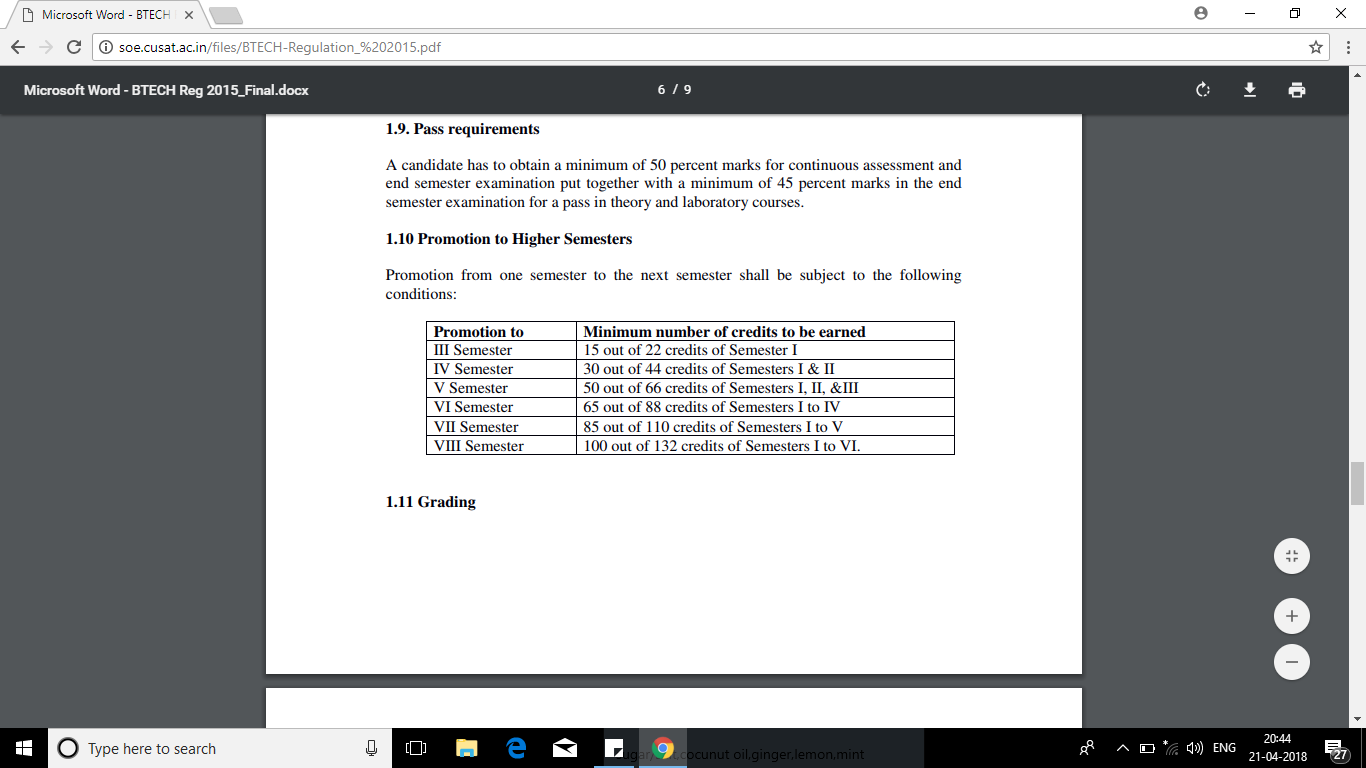 Microsoft Word - BTECH
soe.cusat.ac.in/files/BTECH-Regulation_%202015.pdf
Microsoft Word - BTECH Reg 2015_Final.docx
6 / 9
1.9. Pass requirements
A candidate has to obtain a minimum of 50 percent marks for continuous assessment and
end semester examination put together with a minimum of 45 percent marks in the end
semester examination for a pass in theory and laboratory courses.
1.10 Promotion to Higher Semesters
Promotion from one semester to the next semester shall be subject to the following
conditions:
Promotion to Minimum number of credits to be earned
III Semester 15 out of 22 credits of Semester I
IV Semester 30 out of 44 credits of Semesters I & II
V Semester 50 out of 66 credits of Semesters I, II, &III
VI Semester 65 out of 88 credits of Semesters I to IV
VII Semester 85 out of 110 credits of Semesters I to V
VIII Semester 100 out of 132 credits of Semesters I to VI.
1.11 Grading
Type here to search
cocunut oil,ginger,lemon,mint
ENG
20:44
21-04-2018
27